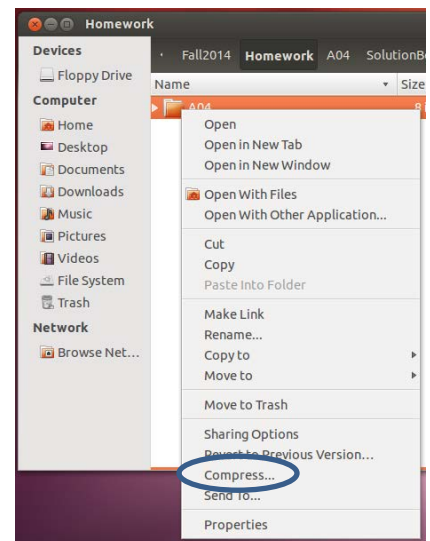 Homework
Devices
Floppy Drive
Computer
Home
Desktop
Documents
Downloads
Music
Pictures
Videos
File System
Trash
Network
Browse Net...
Fall2014 Homework A04 SolutionB
Name Size
A04
Open
Open in New Tab
Open in New Window
Open With Files
Open With Other Application...
Cut
Copy
Paste Into Folder
Make Link
Rename...
Copy to
Move to
Move to Trash
Sharing Options
Revert to Previous Version...
Compress...
Send To...
Properties